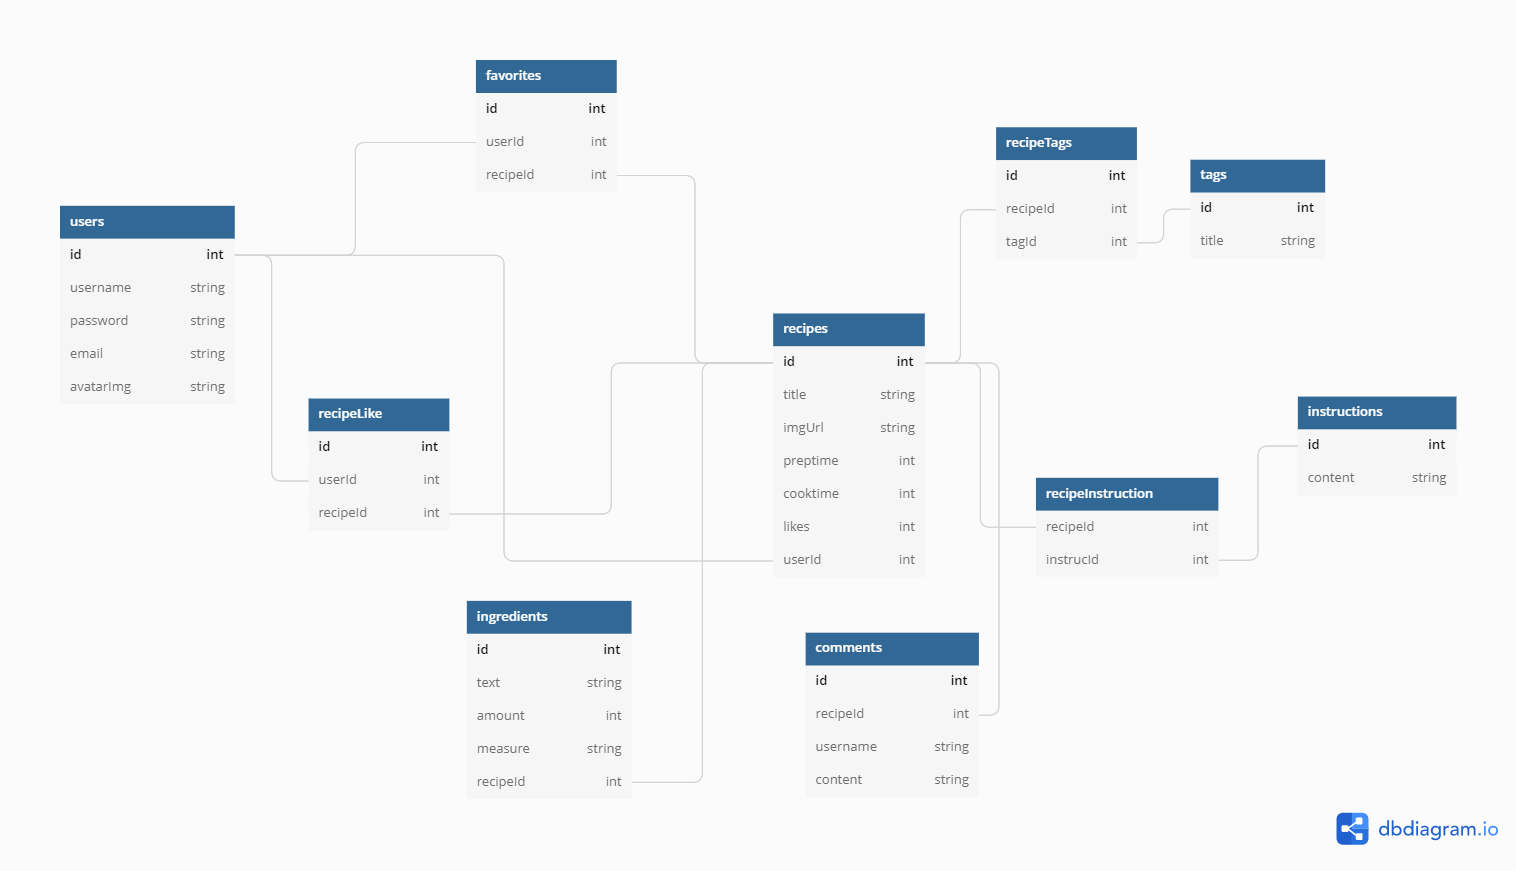 favorites
id int
userId int
recipeId int
recipeTags
id int
recipeId int
tagId int
tags
id int
title string
users
id int
username string
password string
email string
avatarImg string
recipes
id int
title string
imgUrl string
preptime int
cooktime int
likes int
userId int
recipeLike
id int
userId int
recipeId int
instructions
id int
content string
recipeInstruction
recipeId int
instrucId int
ingredients
id int
text string
amount int
measure string
recipeId int
comments
id int
recipeId int
username string
content string
dbdiagram.io